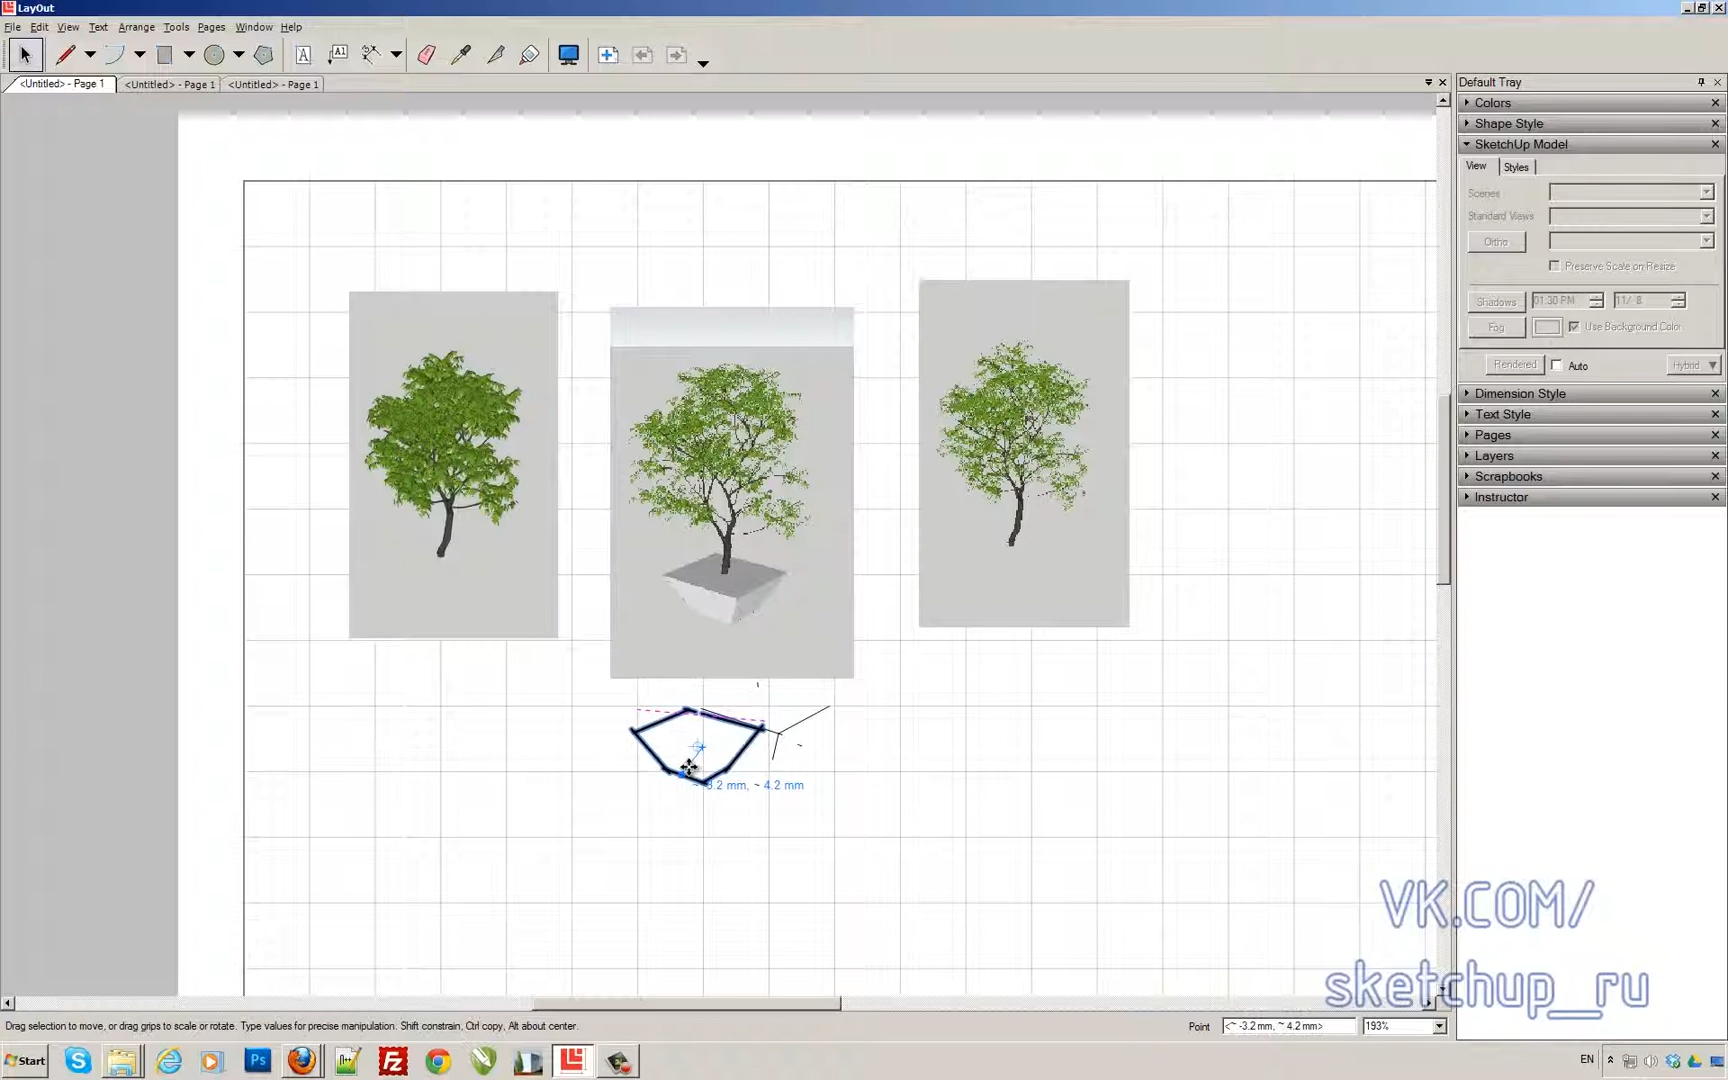 LayOut
File Edit View Text Arrange Tools Pages Window Help
<Untitled> - Page 1 <Untitled> - Page 1 <Untitled> - Page 1
Default Tray
Colors
Shape Style
SketchUp Model
View Styles
Scenes
Standard Views
Ortho
Preserve Scale on Resize
Shadows 01:30 PM 11/ 8
Fog Use Background Color
Rendered Auto Hybrid
Dimension Style
Text Style
Pages
Layers
Scrapbooks
Instructor
3.2 mm, ~ 4.2 mm
VK.COM/
sketchup_ru
Drag selection to move, or drag grips to scale or rotate. Type values for precise manipulation. Shift constrain, Ctrl copy, Alt about center.
Point <~ -3.2 mm, ~ 4.2 mm> 193%
Start Ps FZ EN